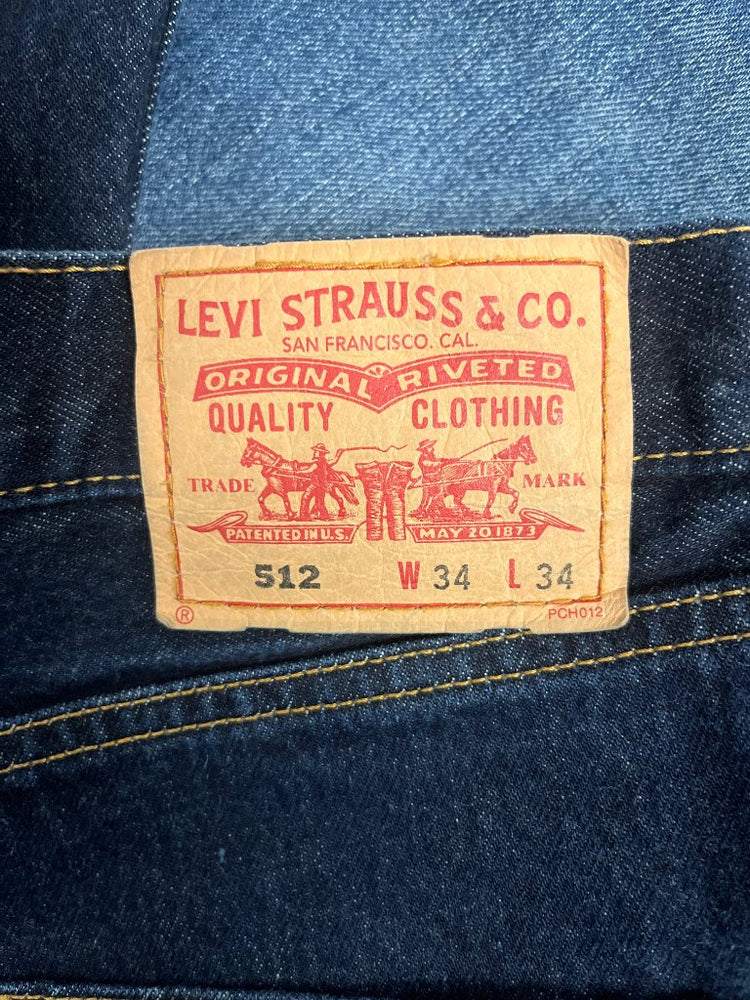 LEVI STRAUSS & CO.
SAN FRANCISCO. CAL.
ORIGINAL RIVETED
QUALITY CLOTHING
TRADE MARK
PATENTED IN U.S. MAY 20 1873
512 W 34 L 34
® PCH012